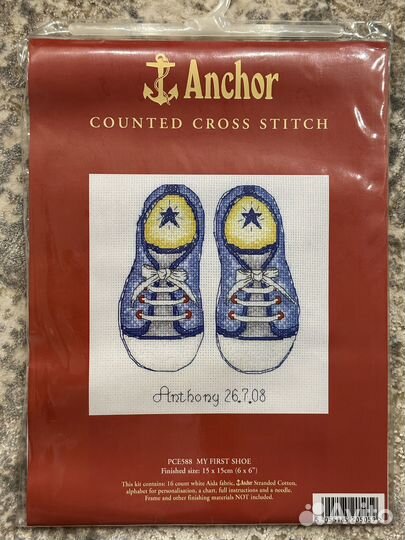 Anchor
COUNTED CROSS STITCH
Anthony 26.7.08
PCE588 MY FIRST SHOE
Finished size: 15 x 15cm (6 x 6")
This kit contains: 16 count white Aida fabric, Anchor Stranded Cotton,
alphabet for personalisation, a chart, full instructions and a needle.
Frame and other finishing materials NOT included.
Avito